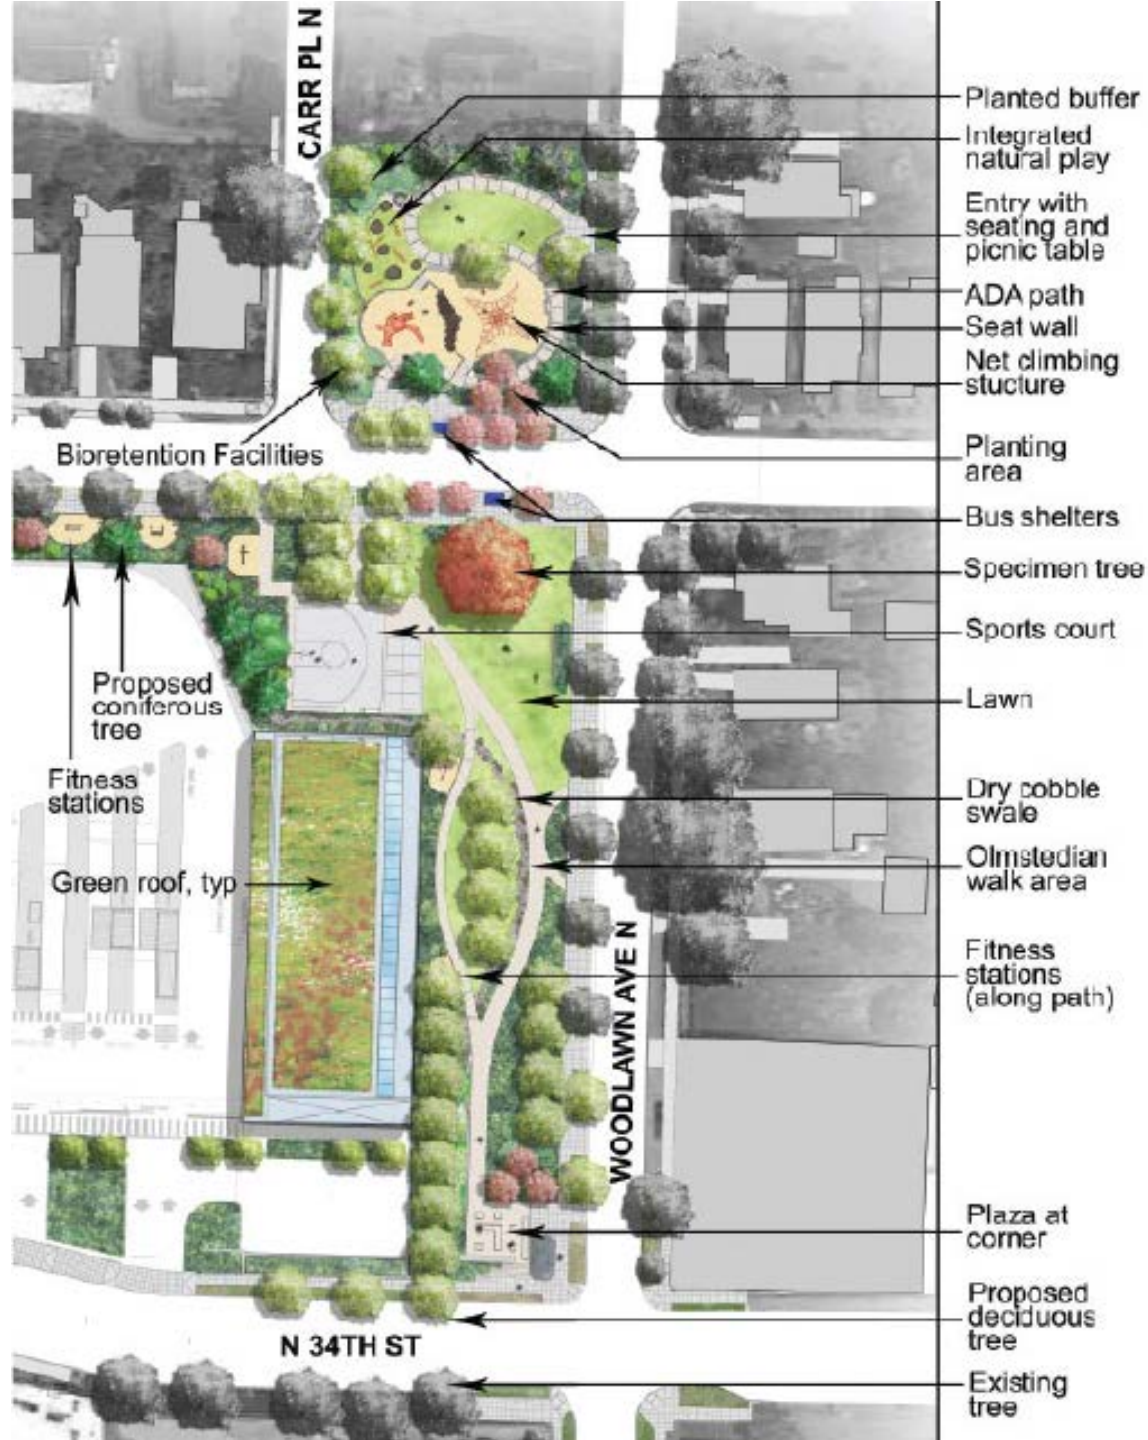 CARR PL N
Planted buffer
Integrated
natural play
Entry with
seating and
picnic table
ADA path
Seat wall
Net climbing
stucture
Bioretention Facilities
Planting
area
Bus shelters
Specimen tree
Sports court
Proposed
coniferous
tree
Lawn
Fitness
stations
Dry cobble
swale
Green roof, typ
Olmstedian
walk area
Fitness
stations
(along path)
WOODLAWN AVE N
Plaza at
corner
Proposed
deciduous
tree
N 34TH ST
Existing
tree